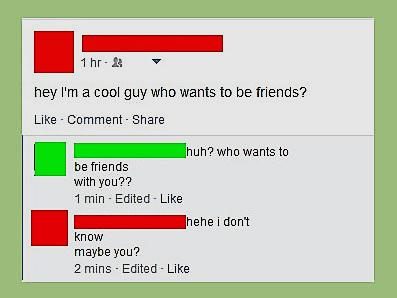 1 hr ·
hey I'm a cool guy who wants to be friends?
Like · Comment · Share
huh? who wants to
be friends
with you??
1 min · Edited · Like
hehe i don't
know
maybe you?
2 mins · Edited · Like